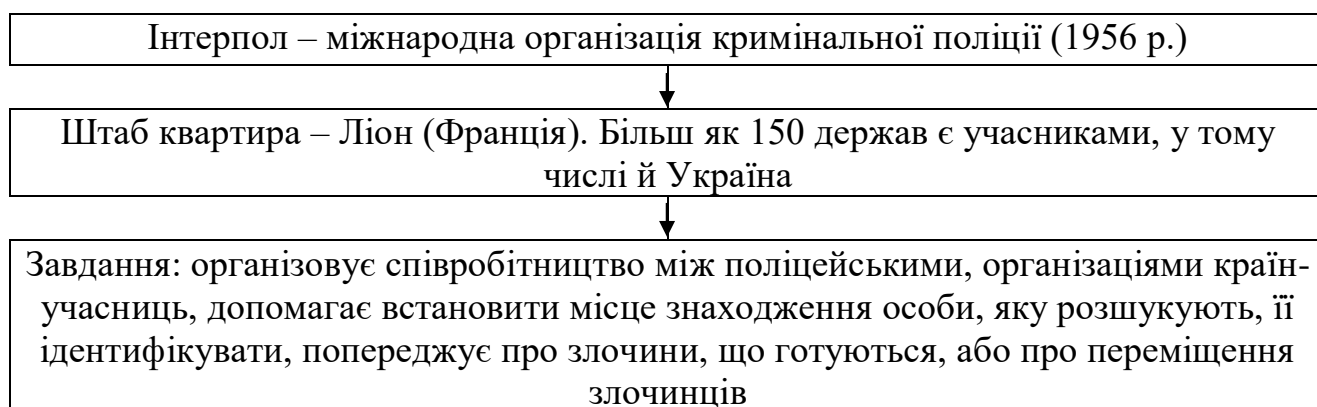 Інтерпол – міжнародна організація кримінальної поліції (1956 р.)
Штаб квартира – Ліон (Франція). Більш як 150 держав є учасниками, у тому
числі й Україна
Завдання: організовує співробітництво між поліцейськими, організаціями країн-
учасниць, допомагає встановити місце знаходження особи, яку розшукують, її
ідентифікувати, попереджує про злочини, що готуються, або про переміщення
злочинців